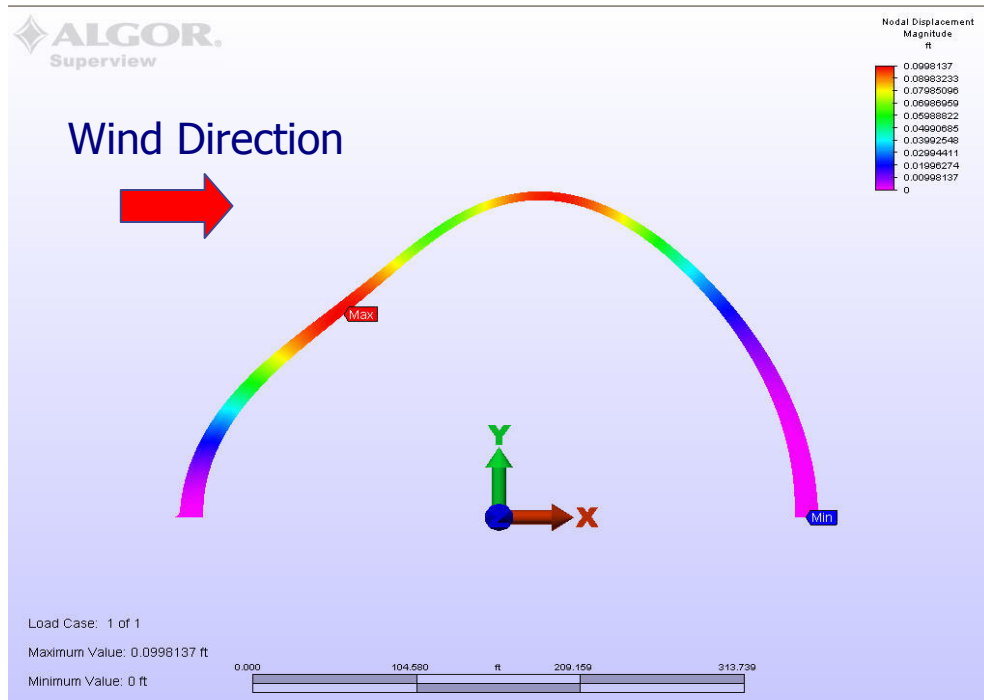 ALGOR.
Superview
Nodal Displacement
Magnitude
ft
0.0998137
0.08983233
0.07985096
0.06986959
0.05988822
0.04990685
0.03992548
0.02994411
0.01996274
0.00998137
0
Wind Direction
Max
Y
X
Min
Load Case: 1 of 1
Maximum Value: 0.0998137 ft
Minimum Value: 0 ft
0.000 104.580 ft 209.159 313.739